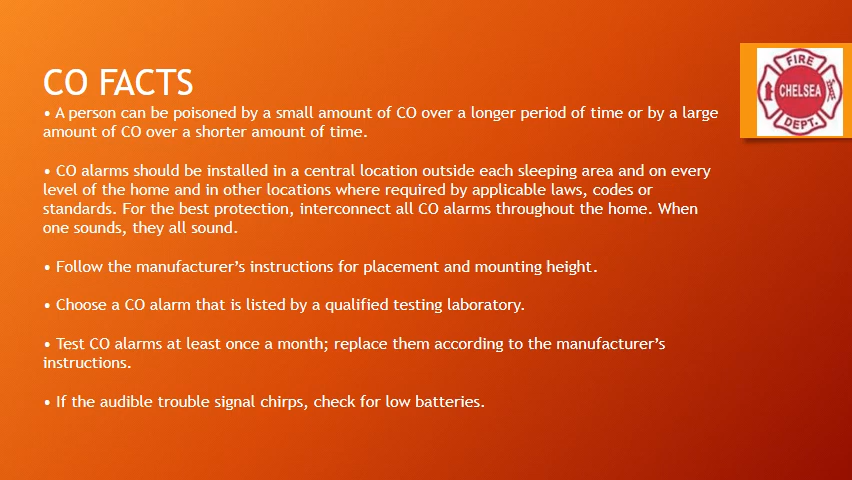 CO FACTS
• A person can be poisoned by a small amount of CO over a longer period of time or by a large
amount of CO over a shorter amount of time.
• CO alarms should be installed in a central location outside each sleeping area and on every
level of the home and in other locations where required by applicable laws, codes or
standards. For the best protection, interconnect all CO alarms throughout the home. When
one sounds, they all sound.
• Follow the manufacturer’s instructions for placement and mounting height.
• Choose a CO alarm that is listed by a qualified testing laboratory.
• Test CO alarms at least once a month; replace them according to the manufacturer’s
instructions.
• If the audible trouble signal chirps, check for low batteries.
FIRE
CHELSEA
DEPT.